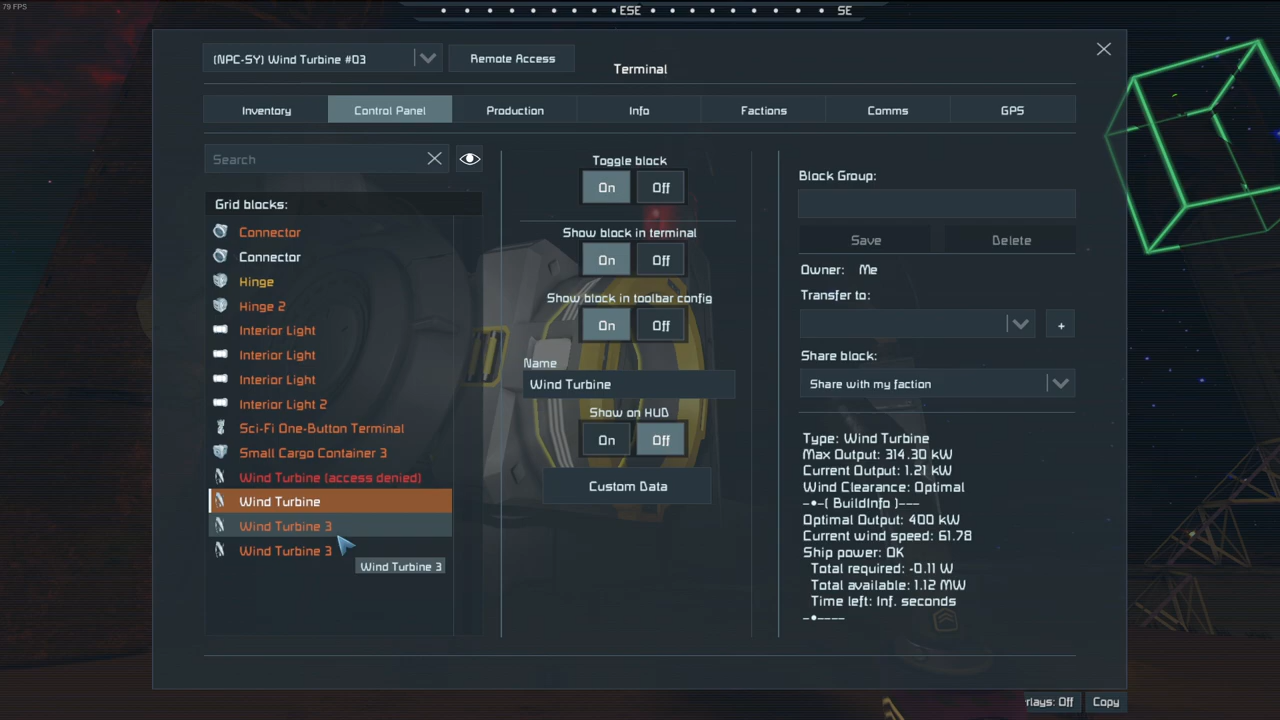 79 FPS
ESE
SE
(NPC-SY) Wind Turbine #03
Remote Access
Terminal
Inventory
Control Panel
Production
Info
Factions
Comms
GPS
Search
Grid blocks:
Connector
Connector
Hinge
Hinge 2
Interior Light
Interior Light
Interior Light
Interior Light 2
Sci-Fi One-Button Terminal
Small Cargo Container 3
Wind Turbine (access denied)
Wind Turbine
Wind Turbine 3
Wind Turbine 3
Wind Turbine 3
Toggle block
On
Off
Show block in terminal
On
Off
Show block in toolbar config
On
Off
Name
Wind Turbine
Show on HUD
On
Off
Custom Data
Block Group:
Save
Delete
Owner: Me
Transfer to:
+
Share block:
Share with my faction
Type: Wind Turbine
Max Output: 314.30 kW
Current Output: 1.21 kW
Wind Clearance: Optimal
-•-( BuildInfo )---
Optimal Output: 400 kW
Current wind speed: 61.78
Ship power: OK
Total required: -0.11 W
Total available: 1.12 MW
Time left: Inf. seconds
-•----
rlays: Off
Copy